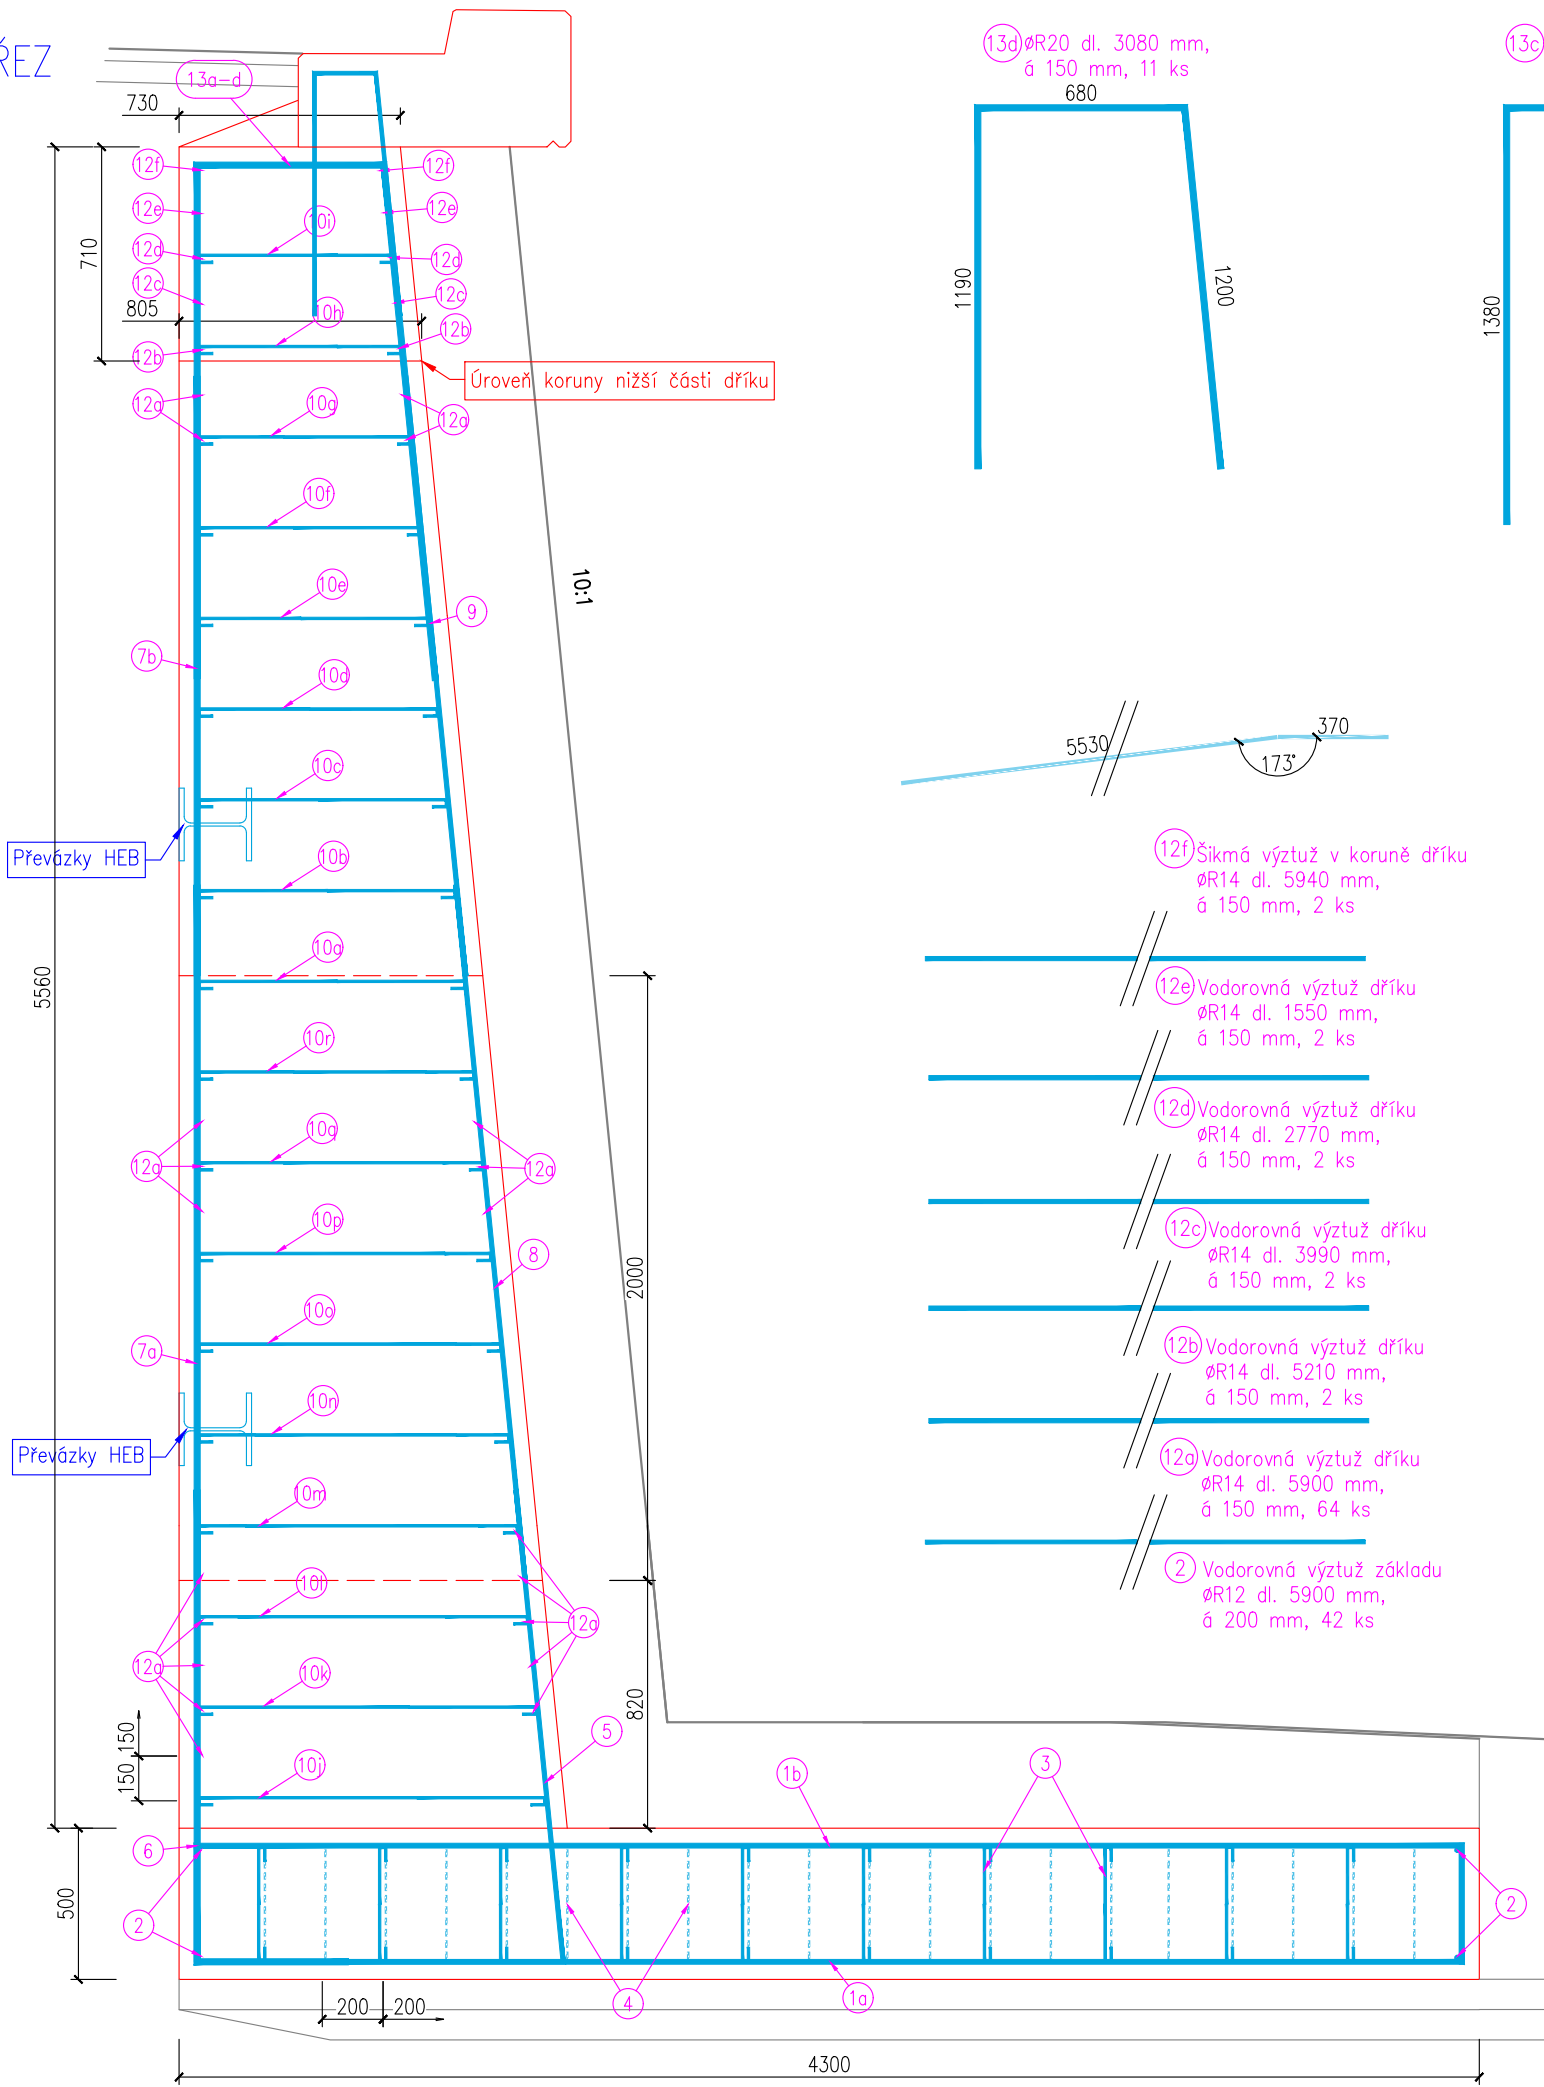 ŘEZ
13a-d
730
12f
12f
12e
12e
10i
12d
12d
12c
12c
710
805
10h
12b
12b
Úroveň koruny nižší části dříku
12a
12a
10g
10f
10:1
10e
9
7b
10d
10c
Převázky HEB
10b
10a
5560
10r
10q
12a
12a
10p
8
2000
10o
7a
10n
Převázky HEB
10m
10l
12a
12a
10k
820
150
150
5
10j
1b
3
6
500
2
2
4
1a
200
200
4300
13d
øR20 dl. 3080 mm,
á 150 mm, 11 ks
680
1190
1200
13c
1380
5530
370
173°
12f
Šikmá výztuž v koruně dříku
øR14 dl. 5940 mm,
á 150 mm, 2 ks
12e
Vodorovná výztuž dříku
øR14 dl. 1550 mm,
á 150 mm, 2 ks
12d
Vodorovná výztuž dříku
øR14 dl. 2770 mm,
á 150 mm, 2 ks
12c
Vodorovná výztuž dříku
øR14 dl. 3990 mm,
á 150 mm, 2 ks
12b
Vodorovná výztuž dříku
øR14 dl. 5210 mm,
á 150 mm, 2 ks
12a
Vodorovná výztuž dříku
øR14 dl. 5900 mm,
á 150 mm, 64 ks
2
Vodorovná výztuž základu
øR12 dl. 5900 mm,
á 200 mm, 42 ks